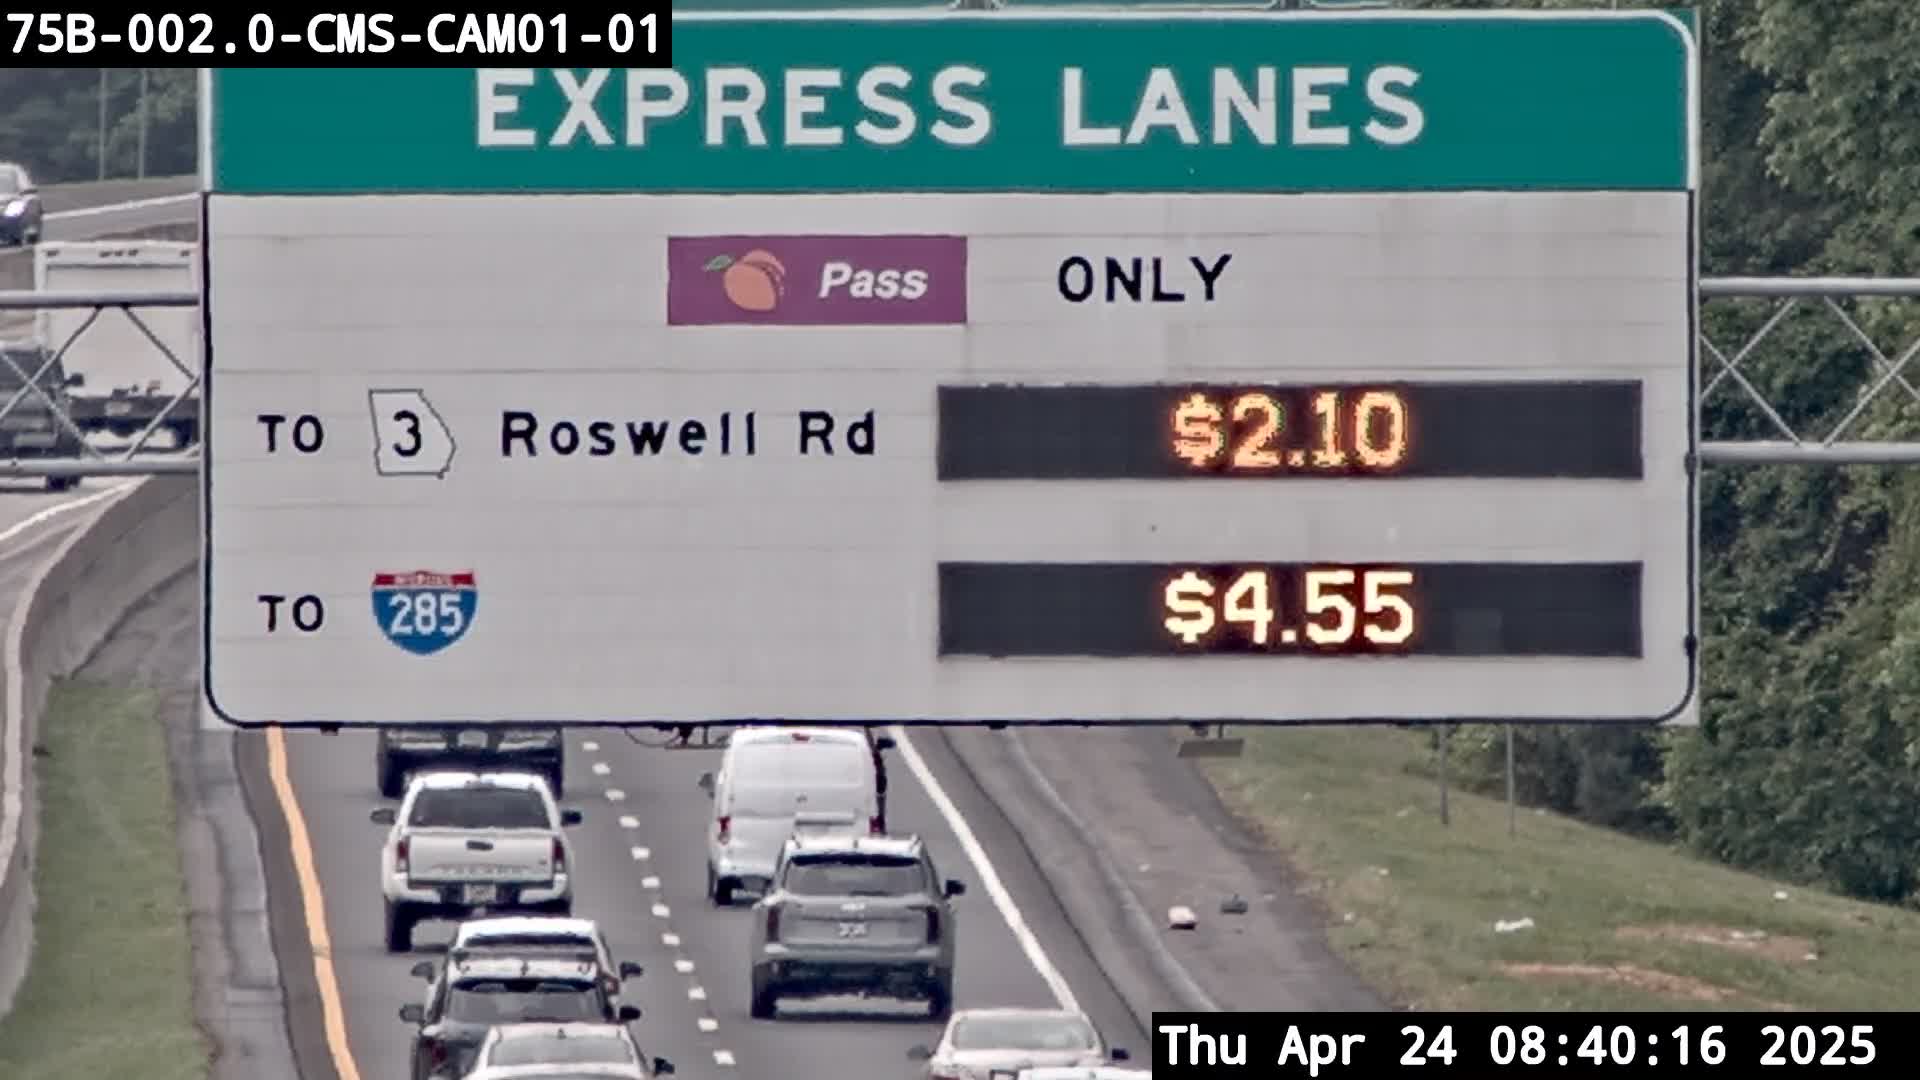 75B-002.0-CMS-CAM01-01
EXPRESS LANES
Pass ONLY
TO 3 Roswell Rd $2.10
TO INTERSTATE 285 $4.55
Thu Apr 24 08:40:16 2025